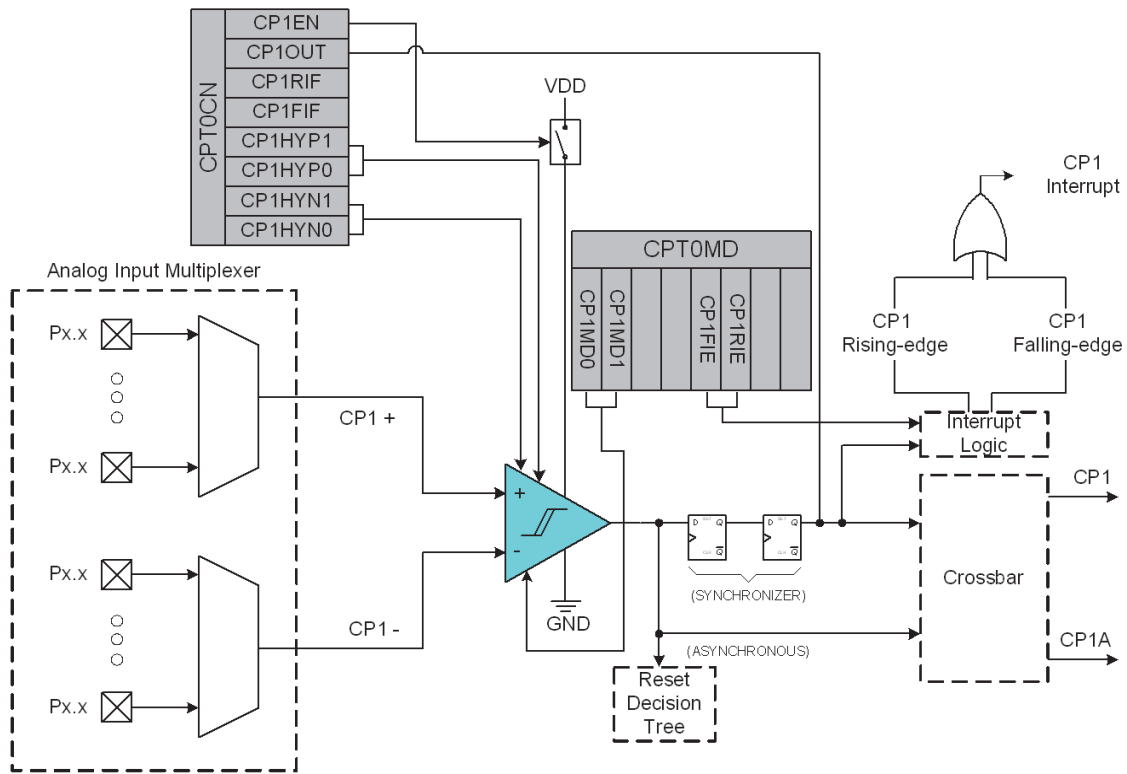 CPT0CN
CP1EN
CP1OUT
CP1RIF
CP1FIF
CP1HYP1
CP1HYP0
CP1HYN1
CP1HYN0
VDD
CP1
Interrupt
CPT0MD
CP1MD0
CP1MD1
CP1FIE
CP1RIE
CP1
Rising-edge
CP1
Falling-edge
Analog Input Multiplexer
Px.x
Px.x
Px.x
Px.x
CP1 +
CP1 -
+
-
GND
D
Q
Q
D
Q
Q
(SYNCHRONIZER)
(ASYNCHRONOUS)
Interrupt
Logic
Crossbar
CP1
CP1A
Reset
Decision
Tree